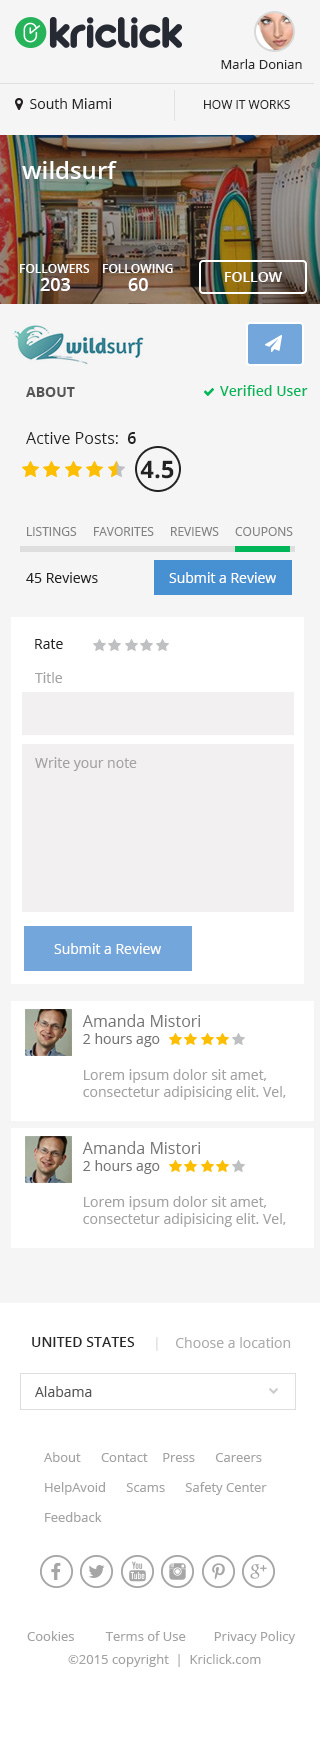 kriclick
Marla Donian
South Miami
HOW IT WORKS
wildsurf
FOLLOWERS FOLLOWING
203 60
FOLLOW
wildsurf
ABOUT
Verified User
Active Posts: 6
4.5
LISTINGS FAVORITES REVIEWS COUPONS
45 Reviews
Submit a Review
Rate
Title
Write your note
Submit a Review
Amanda Mistori
2 hours ago
Lorem ipsum dolor sit amet,
consectetur adipisicing elit. Vel,
Amanda Mistori
2 hours ago
Lorem ipsum dolor sit amet,
consectetur adipisicing elit. Vel,
UNITED STATES | Choose a location
Alabama
About Contact Press Careers
HelpAvoid Scams Safety Center
Feedback
You Tube
g+
Cookies Terms of Use Privacy Policy
©2015 copyright | Kriclick.com